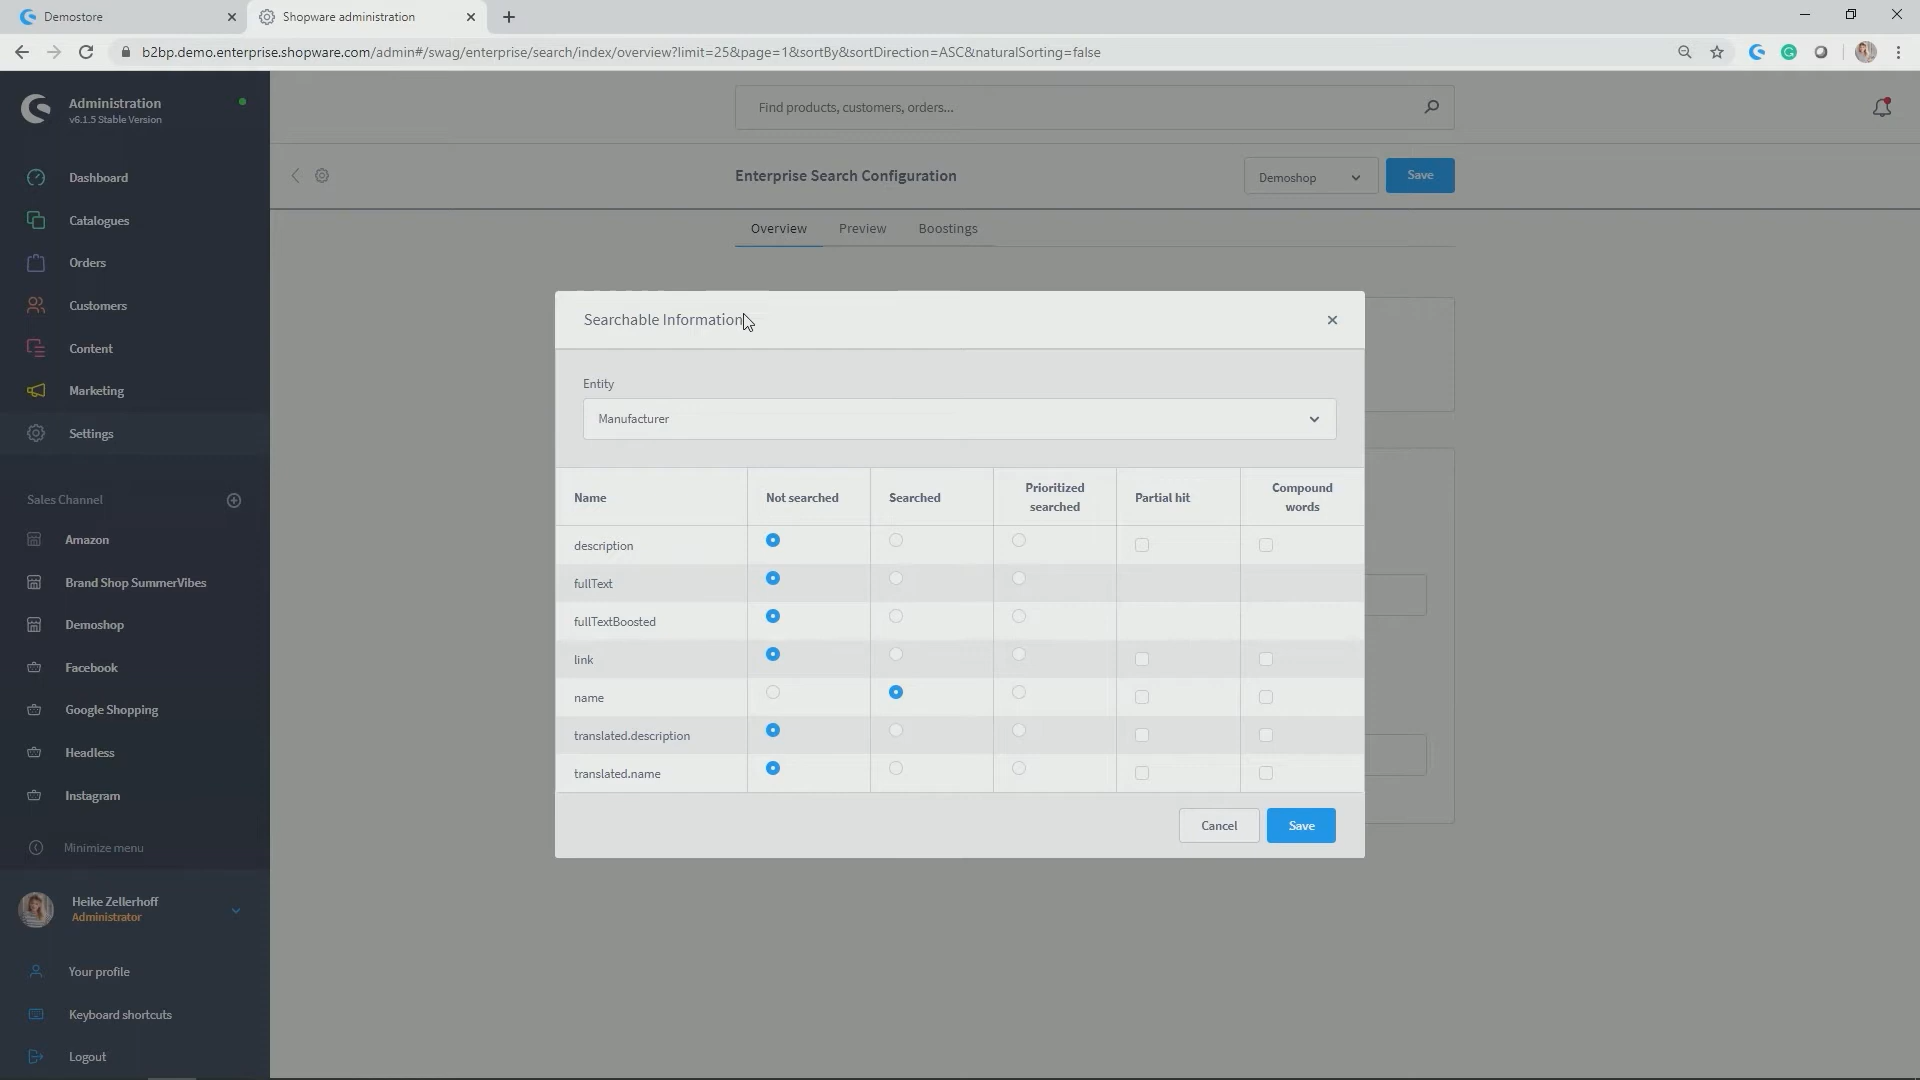 Demostore
Shopware administration
b2bp.demo.enterprise.shopware.com/admin#/swag/enterprise/search/index/overview?limit=25&page=1&sortBy&sortDirection=ASC&naturalSorting=false
Administration
v6.1.5 Stable Version
Find products, customers, orders...
Enterprise Search Configuration
Demoshop
Save
Overview
Preview
Boostings
Dashboard
Catalogues
Orders
Customers
Content
Marketing
Settings
Sales Channel
Amazon
Brand Shop SummerVibes
Demoshop
Facebook
Google Shopping
Headless
Instagram
Minimize menu
Heike Zellerhoff
Administrator
Your profile
Keyboard shortcuts
Logout
Searchable Information
Entity
Manufacturer
Name
Not searched
Searched
Prioritized
searched
Partial hit
Compound
words
description
fullText
fullTextBoosted
link
name
translated.description
translated.name
Cancel
Save